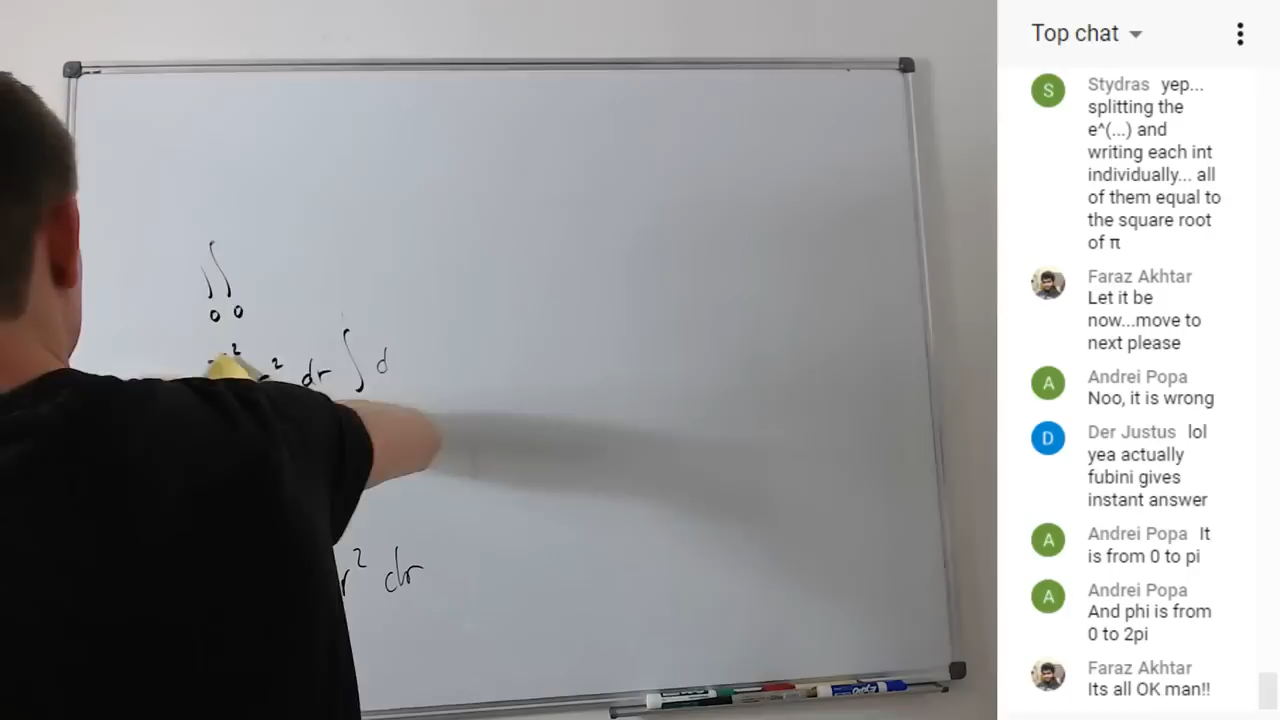 ∫∫
0 0
2
2 dr ∫ d
r² dr
Top chat
Stydras yep...
splitting the
e^(...) and
writing each int
individually... all
of them equal to
the square root
of π
Faraz Akhtar
Let it be
now...move to
next please
Andrei Popa
Noo, it is wrong
Der Justus lol
yea actually
fubini gives
instant answer
Andrei Popa It
is from 0 to pi
Andrei Popa
And phi is from
0 to 2pi
Faraz Akhtar
Its all OK man!!
S
A
D
A
A